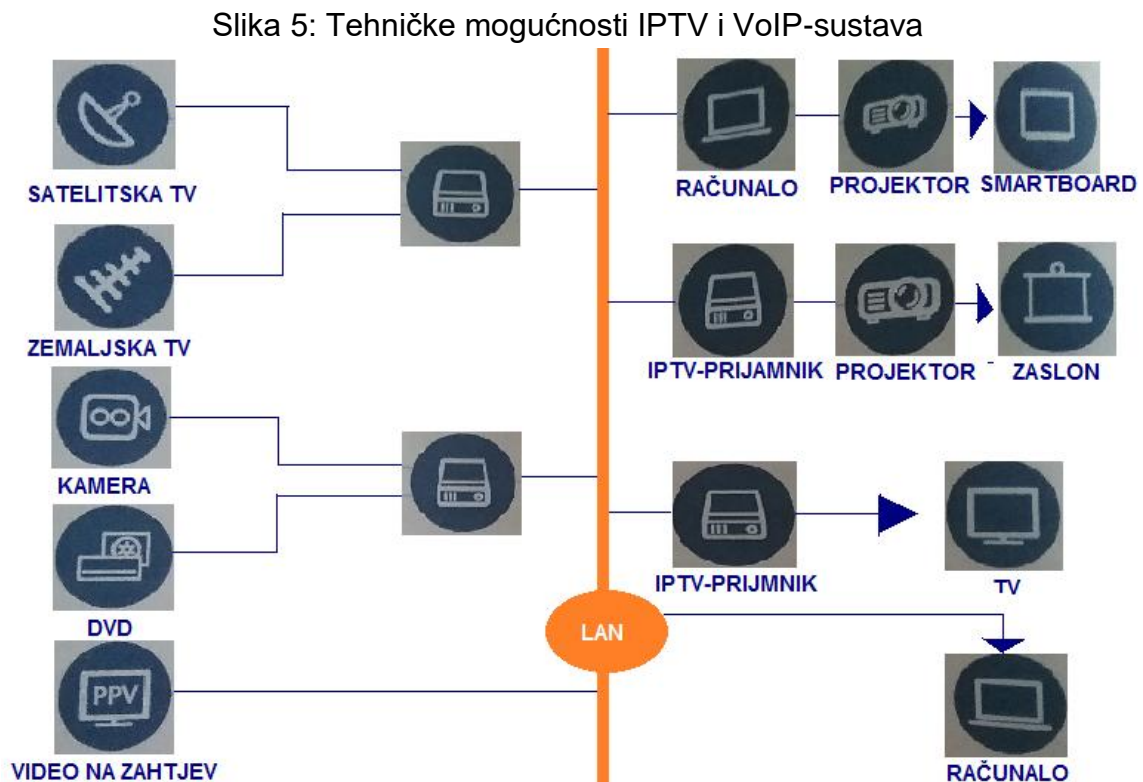 Slika 5: Tehničke mogućnosti IPTV i VoIP-sustava
SATELITSKA TV
ZEMALJSKA TV
KAMERA
DVD
PPV
VIDEO NA ZAHTJEV
LAN
RAČUNALO
PROJEKTOR
SMARTBOARD
IPTV-PRIJAMNIK
PROJEKTOR
ZASLON
IPTV-PRIJMNIK
TV
RAČUNALO